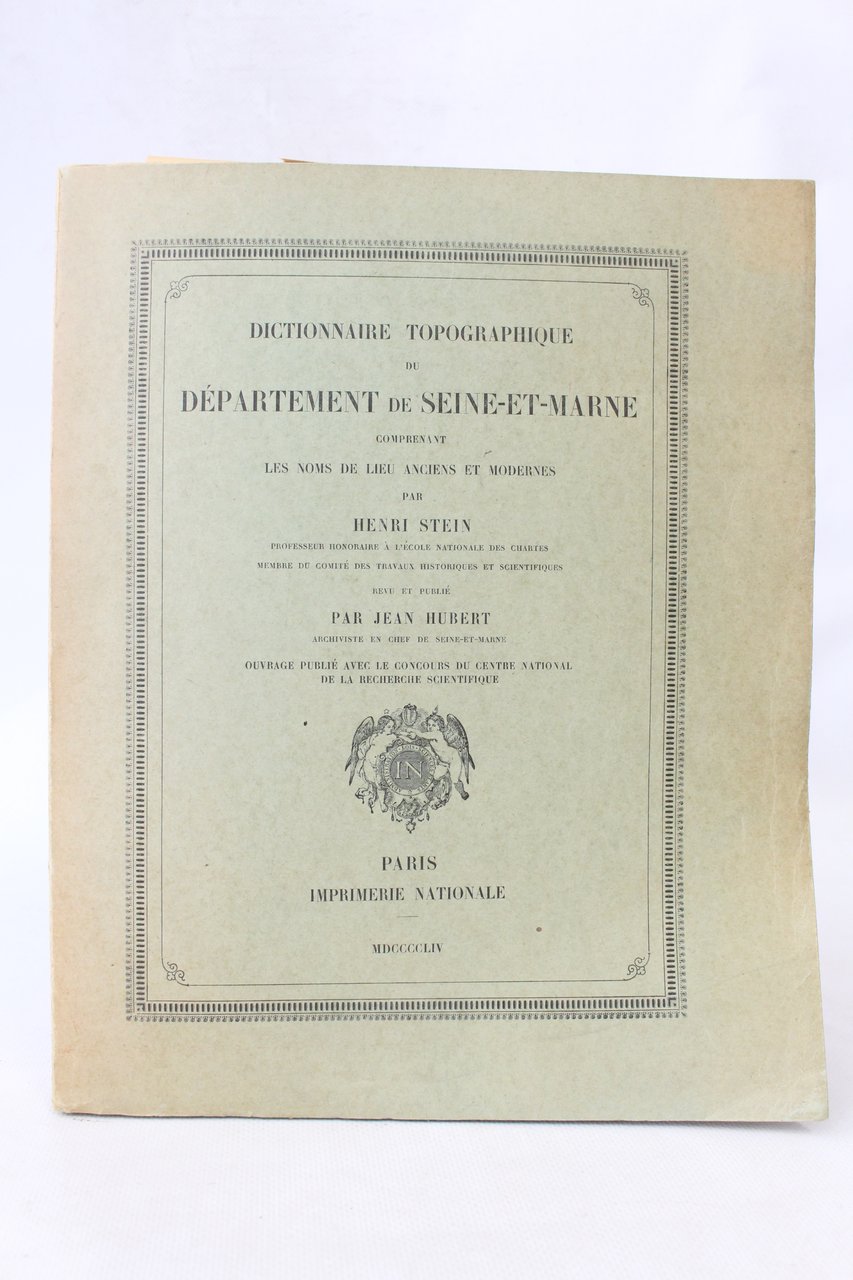 DICTIONNAIRE TOPOGRAPHIQUE
DU
DÉPARTEMENT DE SEINE-ET-MARNE
COMPRENANT
LES NOMS DE LIEU ANCIENS ET MODERNES
PAR
HENRI STEIN
PROFESSEUR HONORAIRE À L'ÉCOLE NATIONALE DES CHARTES
MEMBRE DU COMITÉ DES TRAVAUX HISTORIQUES ET SCIENTIFIQUES
REVU ET PUBLIÉ
PAR JEAN HUBERT
ARCHIVISTE EN CHEF DE SEINE-ET-MARNE
OUVRAGE PUBLIÉ AVEC LE CONCOURS DU CENTRE NATIONAL
DE LA RECHERCHE SCIENTIFIQUE
IN
PARIS
IMPRIMERIE NATIONALE
MDCCCCLIV